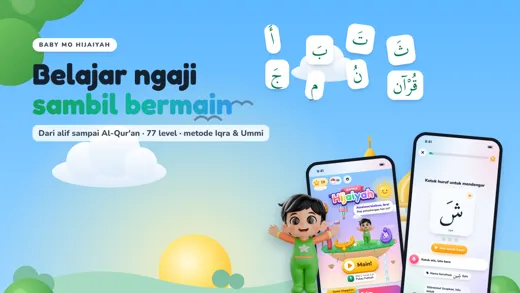 BABY MO HIJAIYAH
Belajar ngaji
sambil bermain
Dari alif sampai Al-Qur'an · 77 level · metode Iqra & Ummi
أ
بَ
تَ
ثَ
جَ
م
نُ
قُرْآن
Hijaiyah
Main!
Ketuk huruf untuk mendengar
شَ